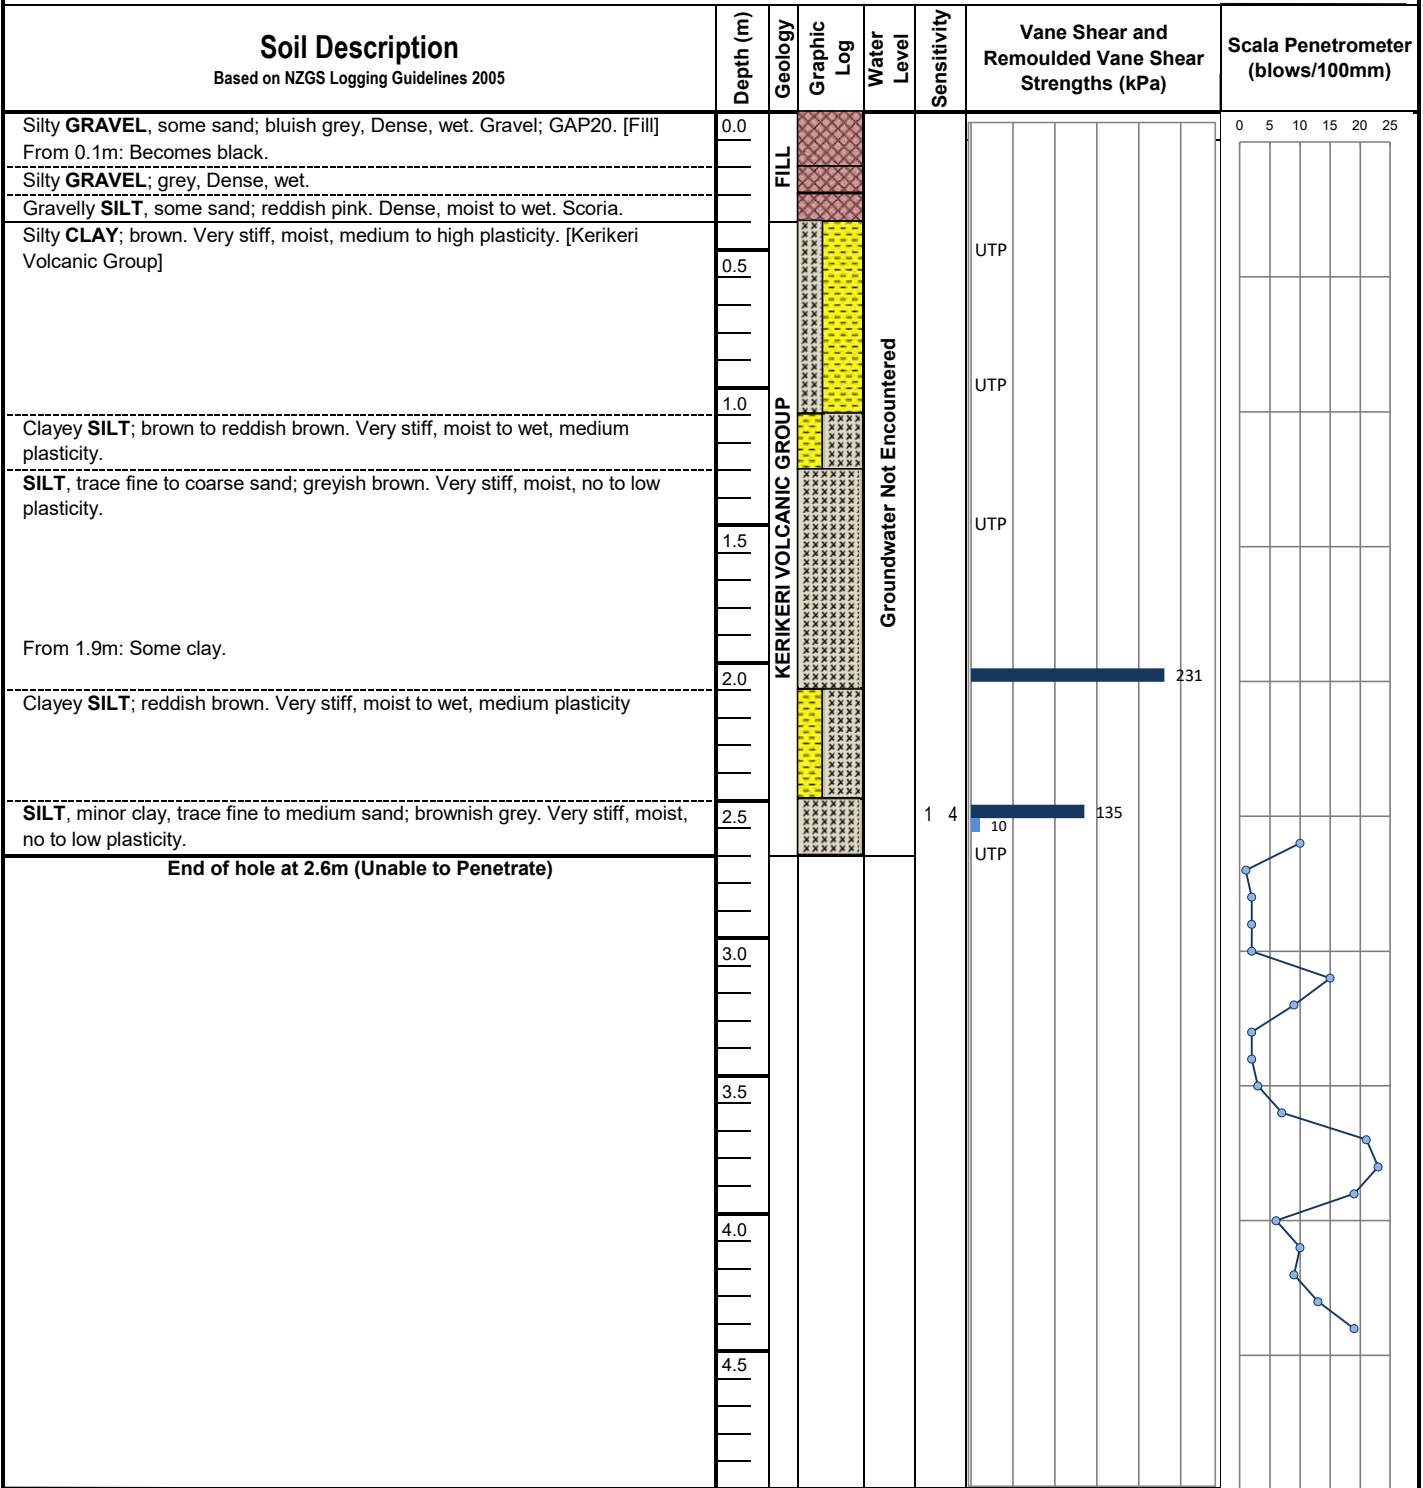 Soil Description
Based on NZGS Logging Guidelines 2005
Depth (m)
Geology
Graphic
Log
Water
Level
Sensitivity
Vane Shear and
Remoulded Vane Shear
Strengths (kPa)
Scala Penetrometer
(blows/100mm)
0 5 10 15 20 25
Silty GRAVEL, some sand; bluish grey, Dense, wet. Gravel; GAP20. [Fill]
From 0.1m: Becomes black.
Silty GRAVEL; grey, Dense, wet.
Gravelly SILT, some sand; reddish pink. Dense, moist to wet. Scoria.
Silty CLAY; brown. Very stiff, moist, medium to high plasticity. [Kerikeri
Volcanic Group]
Clayey SILT; brown to reddish brown. Very stiff, moist to wet, medium
plasticity.
SILT, trace fine to coarse sand; greyish brown. Very stiff, moist, no to low
plasticity.
From 1.9m: Some clay.
Clayey SILT; reddish brown. Very stiff, moist to wet, medium plasticity
SILT, minor clay, trace fine to medium sand; brownish grey. Very stiff, moist,
no to low plasticity.
End of hole at 2.6m (Unable to Penetrate)
0.0
0.5
1.0
1.5
2.0
2.5
3.0
3.5
4.0
4.5
FILL
KERIKERI VOLCANIC GROUP
Groundwater Not Encountered
1 4
UTP
UTP
UTP
231
135
10
UTP